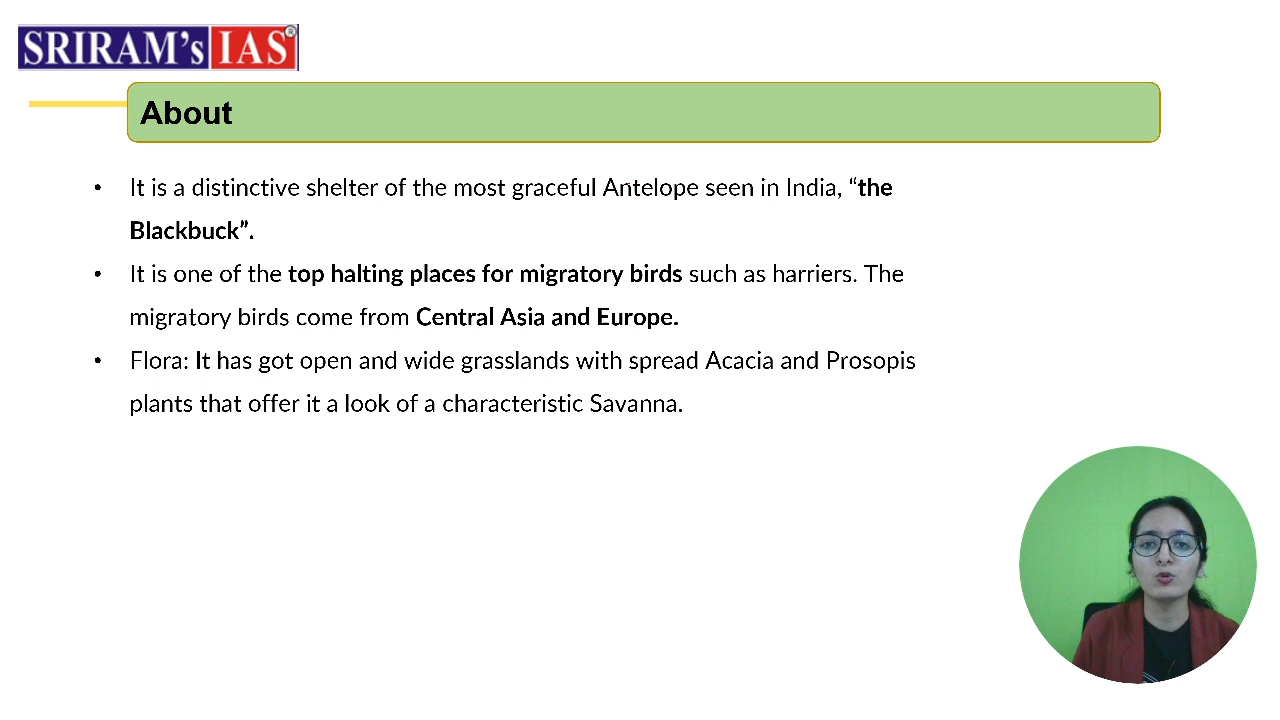 SRIRAM's IAS®
About
• It is a distinctive shelter of the most graceful Antelope seen in India, “the
Blackbuck”.
• It is one of the top halting places for migratory birds such as harriers. The
migratory birds come from Central Asia and Europe.
• Flora: It has got open and wide grasslands with spread Acacia and Prosopis
plants that offer it a look of a characteristic Savanna.